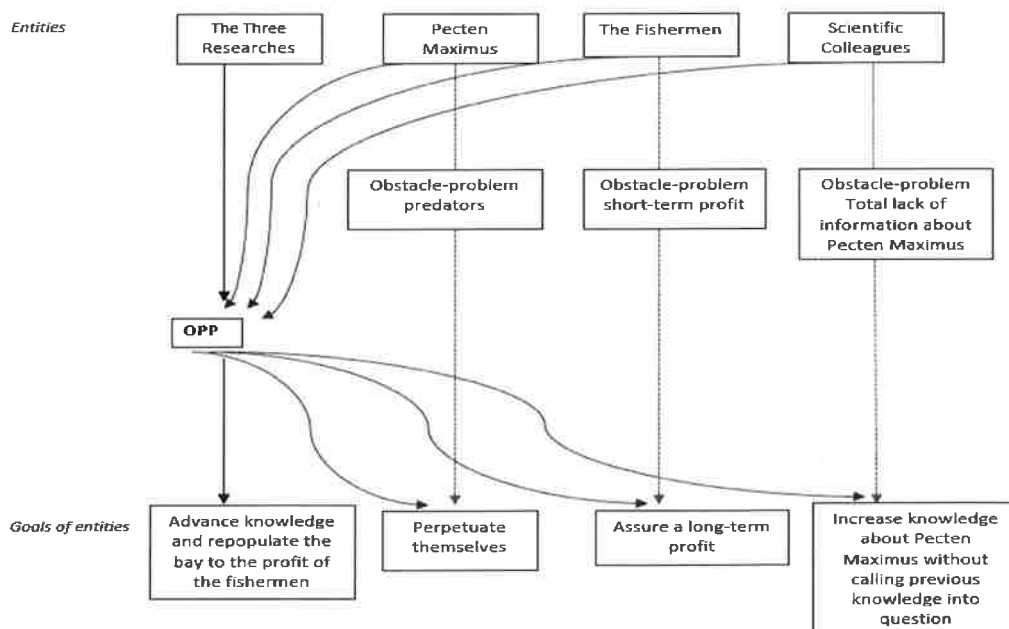 Entities
The Three
Researches
Pecten
Maximus
The Fishermen
Scientific
Colleagues
Obstacle-problem
predators
Obstacle-problem
short-term profit
Obstacle-problem
Total lack of
information about
Pecten Maximus
OPP
Goals of entities
Advance knowledge
and repopulate the
bay to the profit of
the fishermen
Perpetuate
themselves
Assure a long-term
profit
Increase knowledge
about Pecten
Maximus without
calling previous
knowledge into
question